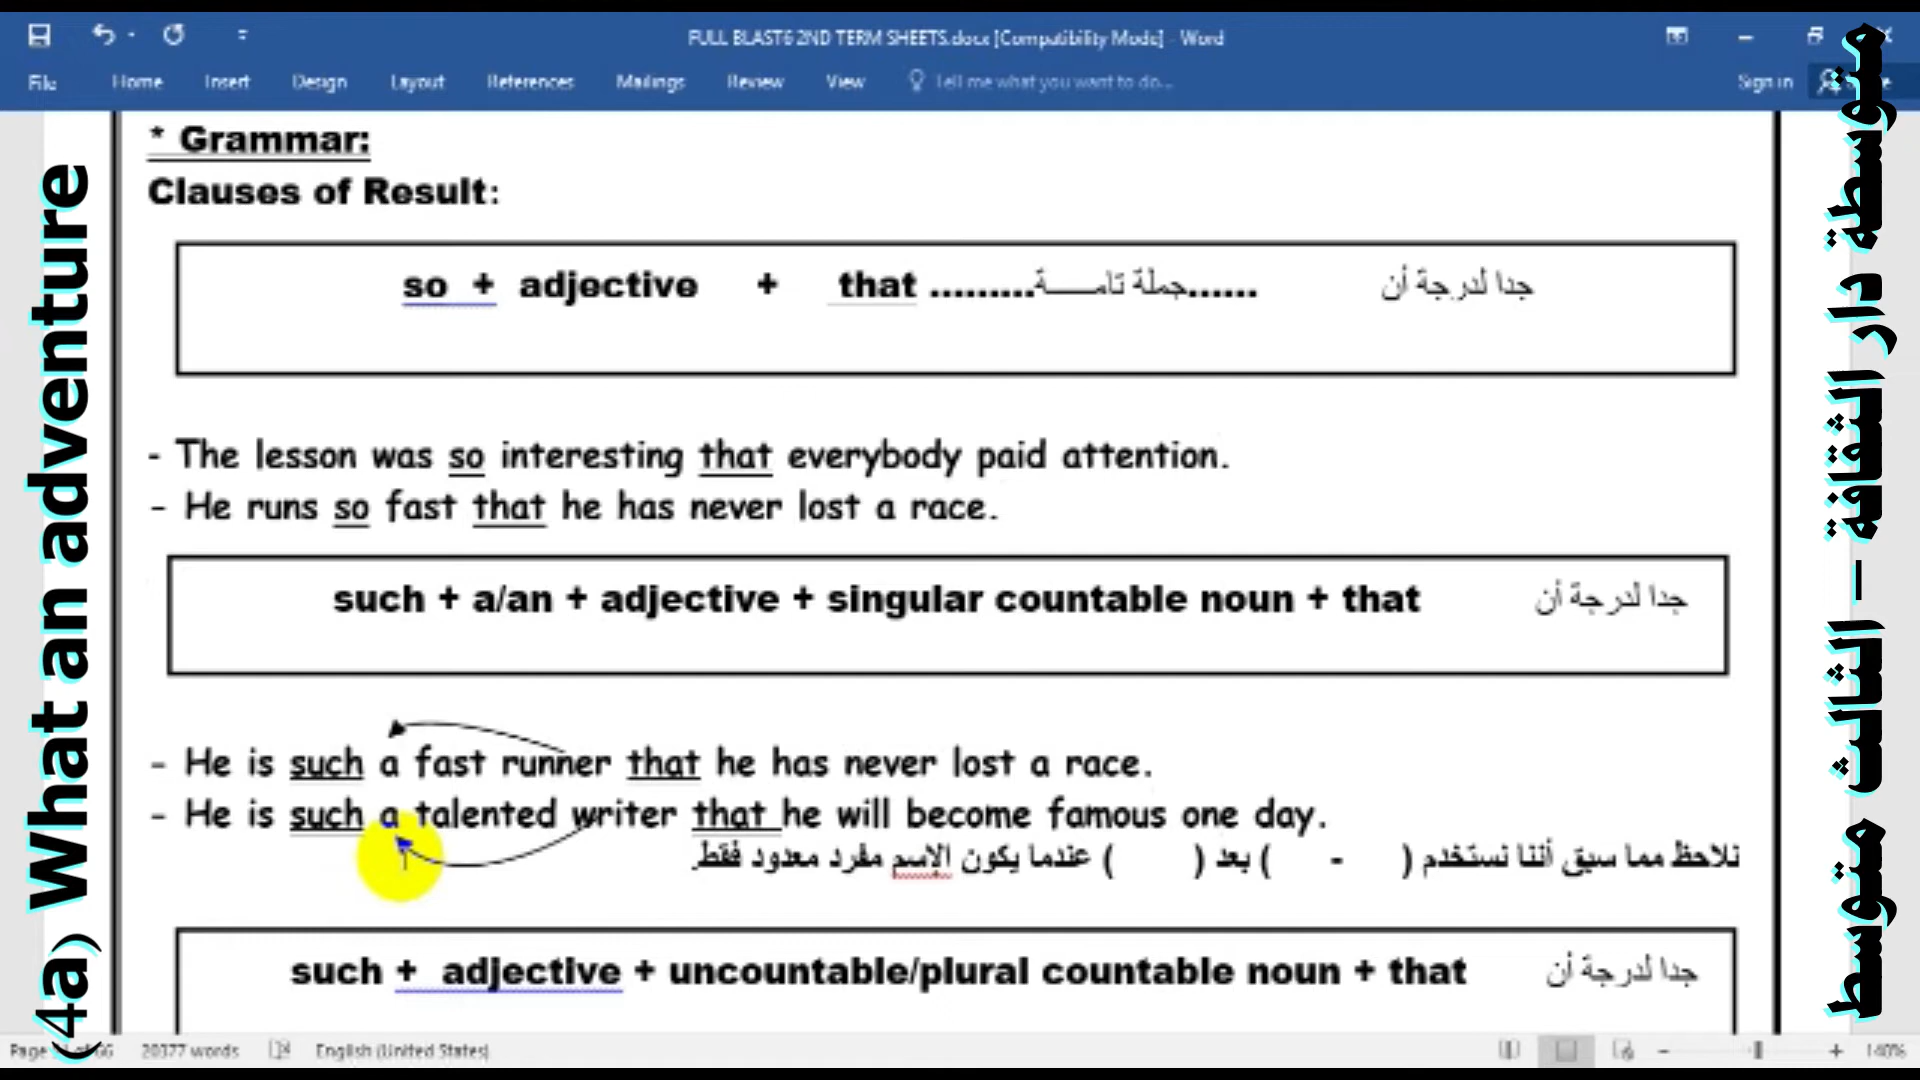 FULL BLAST6 2ND TERM SHEETS.docx [Compatibility Mode] - Word
File Home Insert Design Layout References Mailings Review View Tell me what you want to do... Sign in
(4a) What an adventure
متوسطة دار الثقافة – الثالث متوسط
* Grammar:
Clauses of Result:
so + adjective + that .........جملة تامـــــة...... جدا لدرجة أن
- The lesson was so interesting that everybody paid attention.
- He runs so fast that he has never lost a race.
such + a/an + adjective + singular countable noun + that جدا لدرجة أن
- He is such a fast runner that he has never lost a race.
- He is such a talented writer that he will become famous one day.
نلاحظ مما سبق أننا نستخدم ( - ) بعد ( ) عندما يكون الاسم مفرد معدود فقط
such + adjective + uncountable/plural countable noun + that جدا لدرجة أن
Page 66 20377 words English (United States) 140%